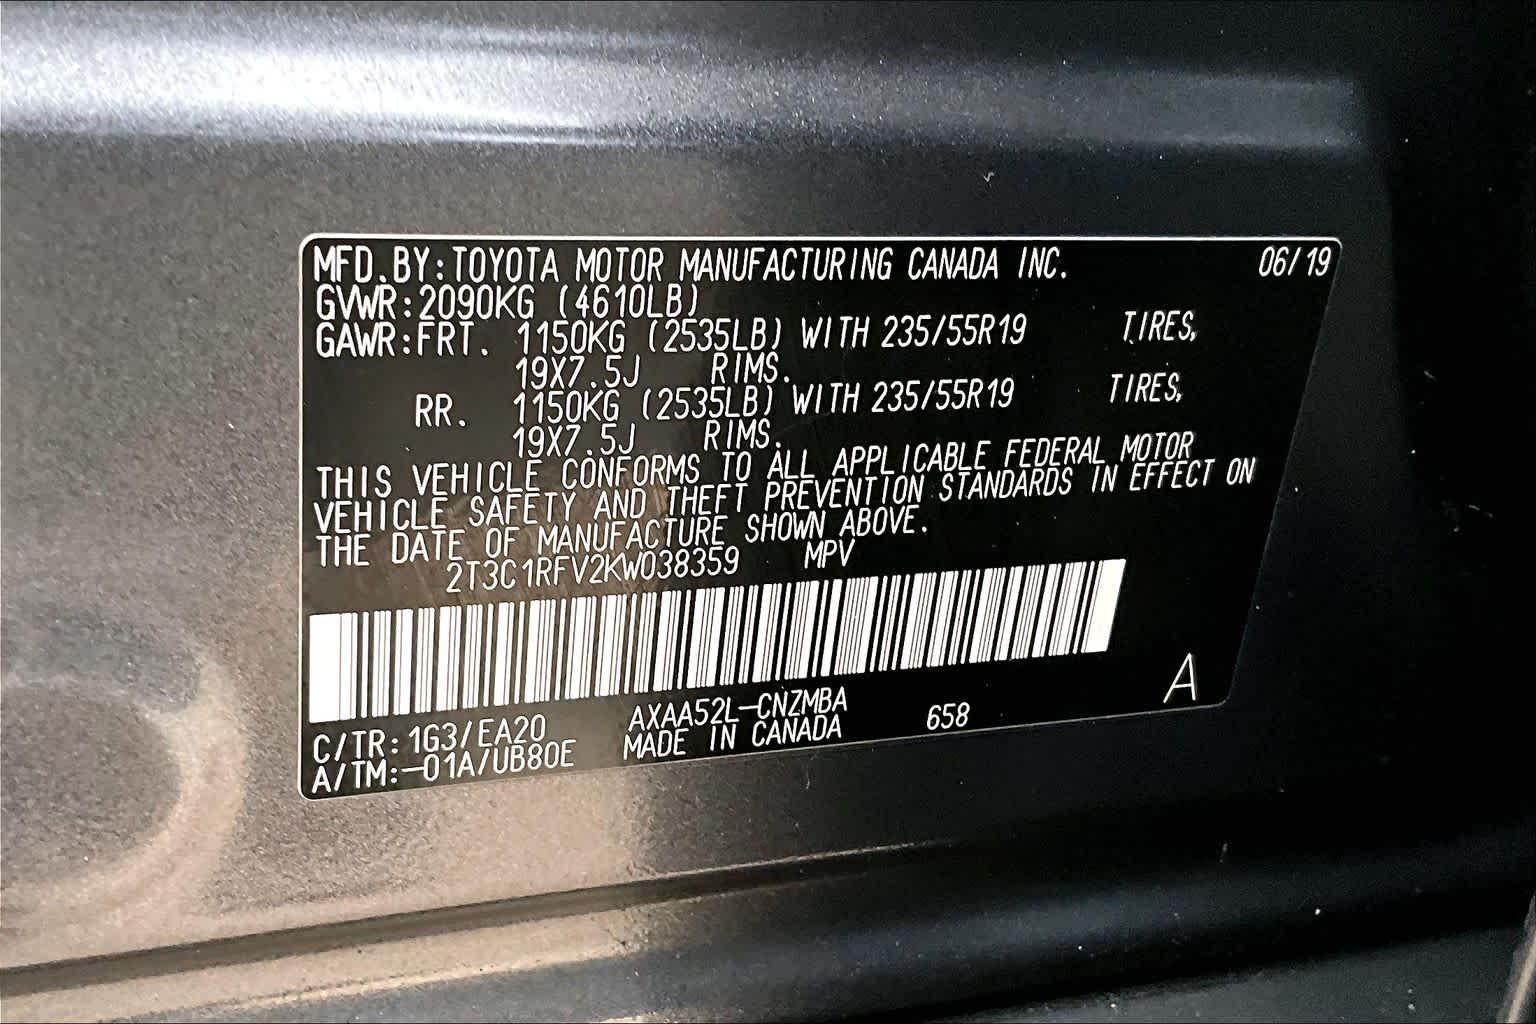 MFD.BY:TOYOTA MOTOR MANUFACTURING CANADA INC. 06/19
GVWR:2090KG (4610LB)
GAWR:FRT. 1150KG (2535LB) WITH 235/55R19 TIRES,
19X7.5J RIMS.
RR. 1150KG (2535LB) WITH 235/55R19 TIRES,
19X7.5J RIMS.
THIS VEHICLE CONFORMS TO ALL APPLICABLE FEDERAL MOTOR
VEHICLE SAFETY AND THEFT PREVENTION STANDARDS IN EFFECT ON
THE DATE OF MANUFACTURE SHOWN ABOVE.
2T3C1RFV2KW038359 MPV
C/TR:1G3/EA20 AXAA52L-CNZMBA 658 A
A/TM:-01A/UB80E MADE IN CANADA